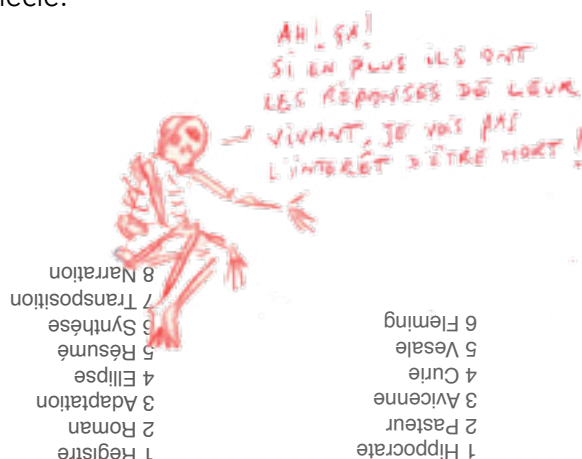 siècle.
AH! ÇA!
SI EN PLUS ILS ONT
LES RÉPONSES DE LEUR
VIVANT, JE VOIS PAS
L'INTERÊT D'ÊTRE MORT !
1 Registre
2 Roman
3 Adaptation
4 Ellipse
5 Résumé
6 Synthèse
7 Transposition
8 Narration
1 Hippocrate
2 Pasteur
3 Avicenne
4 Curie
5 Vesale
6 Fleming